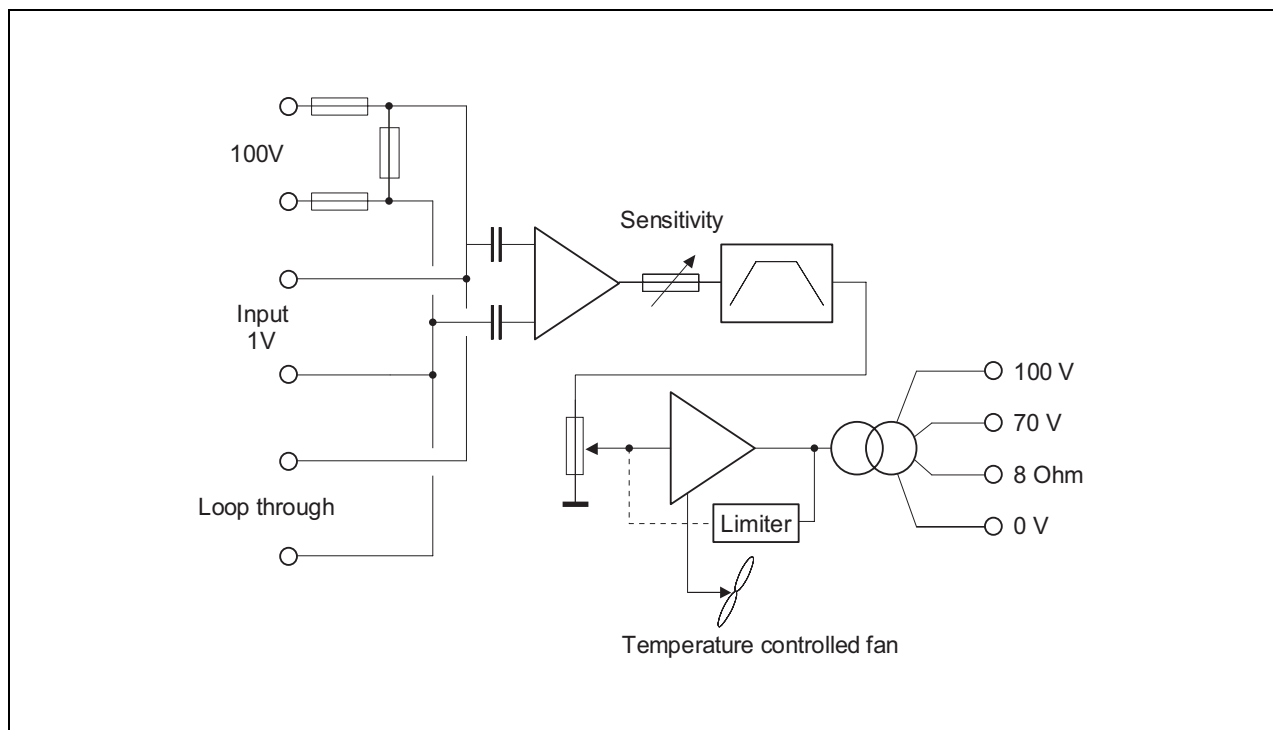 100V
Sensitivity
Input
1V
100 V
70 V
8 Ohm
Loop through
Limiter
0 V
Temperature controlled fan